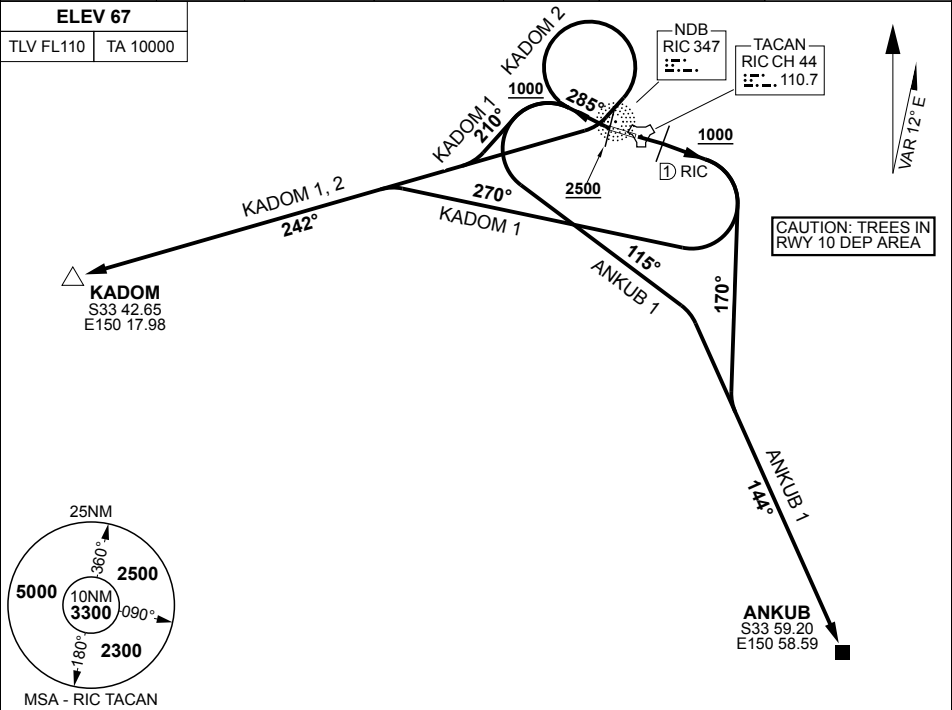 ELEV 67
TLV FL110 TA 10000
KADOM 2
NDB
RIC 347
TACAN
RIC CH 44
110.7
1000
285°
KADOM 1
210°
1000
1 RIC
2500
VAR 12° E
KADOM 1, 2
242°
270°
KADOM 1
115°
ANKUB 1
170°
CAUTION: TREES IN
RWY 10 DEP AREA
KADOM
S33 42.65
E150 17.98
ANKUB 1
144°
25NM
360°
2500
5000
10NM
3300
090°
180°
2300
MSA - RIC TACAN
ANKUB
S33 59.20
E150 58.59